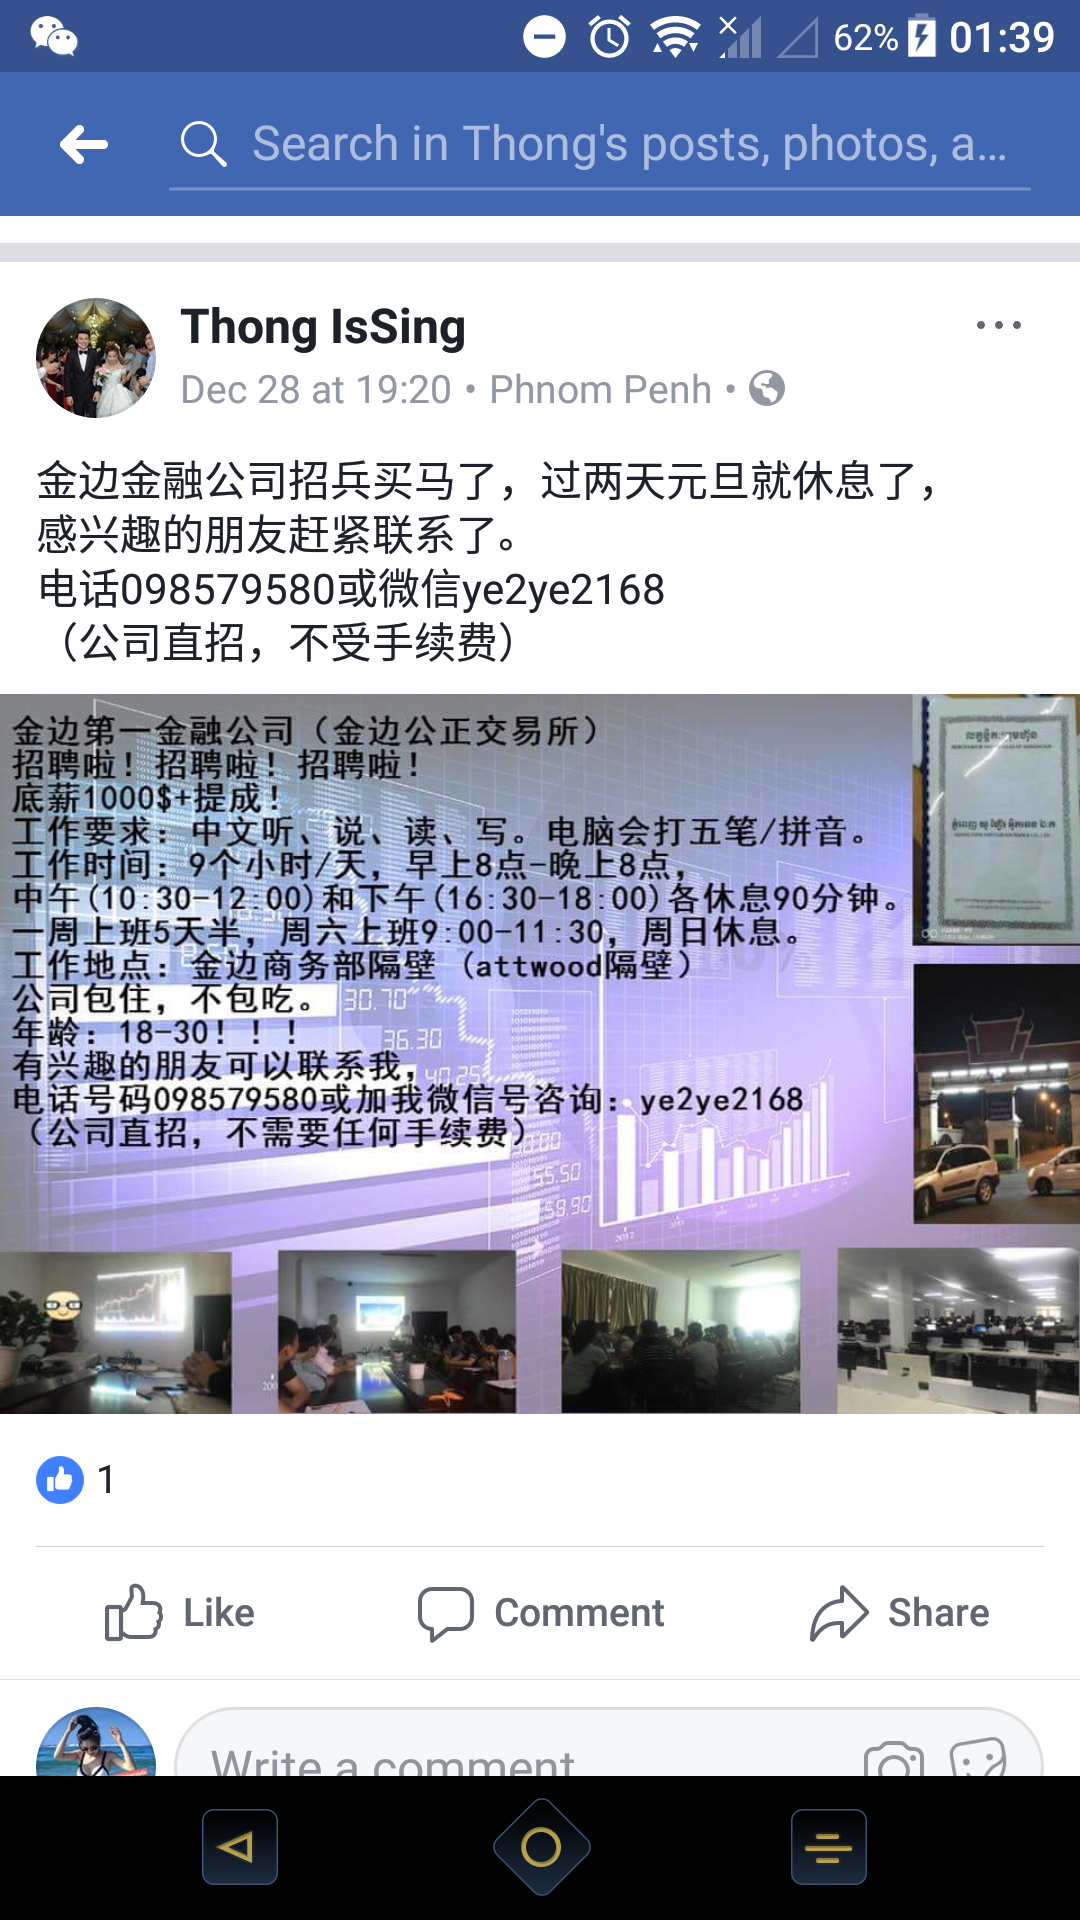 62% 01:39
Search in Thong's posts, photos, a...
Thong IsSing
Dec 28 at 19:20 • Phnom Penh •
金边金融公司招兵买马了，过两天元旦就休息了，
感兴趣的朋友赶紧联系了。
电话098579580或微信ye2ye2168
（公司直招，不受手续费）
金边第一金融公司（金边公正交易所）
招聘啦！招聘啦！招聘啦！
底薪1000$+提成！
工作要求：中文听、说、读、写。电脑会打五笔/拼音。
工作时间：9个小时/天，早上8点-晚上8点，
中午(10:30-12:00)和下午(16:30-18:00)各休息90分钟。
一周上班5天半，周六上班9:00-11:30，周日休息。
工作地点：金边商务部隔壁（attwood隔壁）
公司包住，不包吃。
30.70
年龄：18-30！！！
36.30
有兴趣的朋友可以联系我，
40.25
电话号码098579580或加我微信号咨询：ye2ye2168
（公司直招，不需要任何手续费）
55.50
59.90
1
Like
Comment
Share
Write a comment